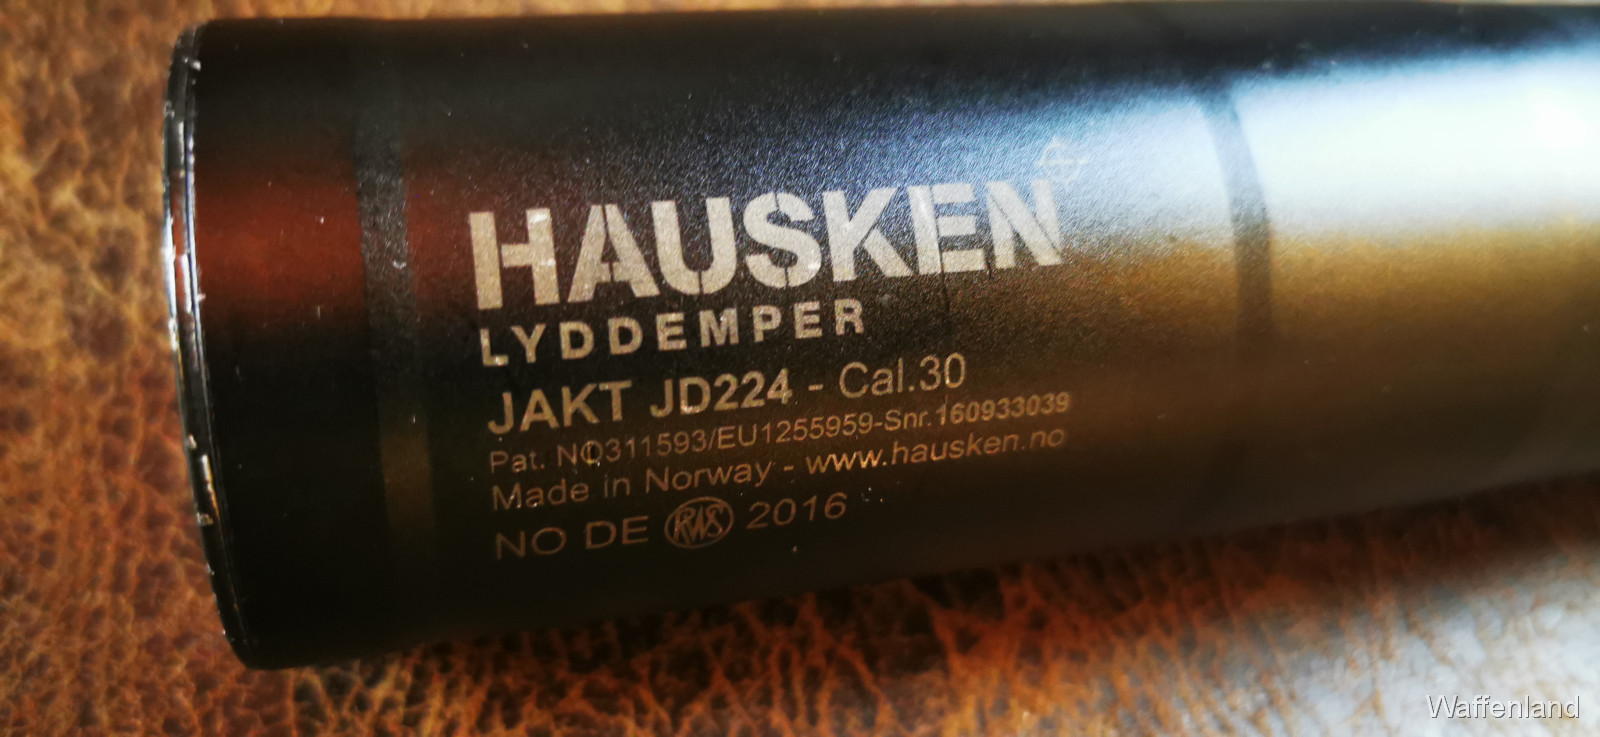 HAUSKEN
LYDDEMPER
JAKT JD224 - Cal.30
Pat. NO311593/EU1255959-Snr.160933039
Made in Norway - www.hausken.no
NO DE RWS 2016
Waffenland